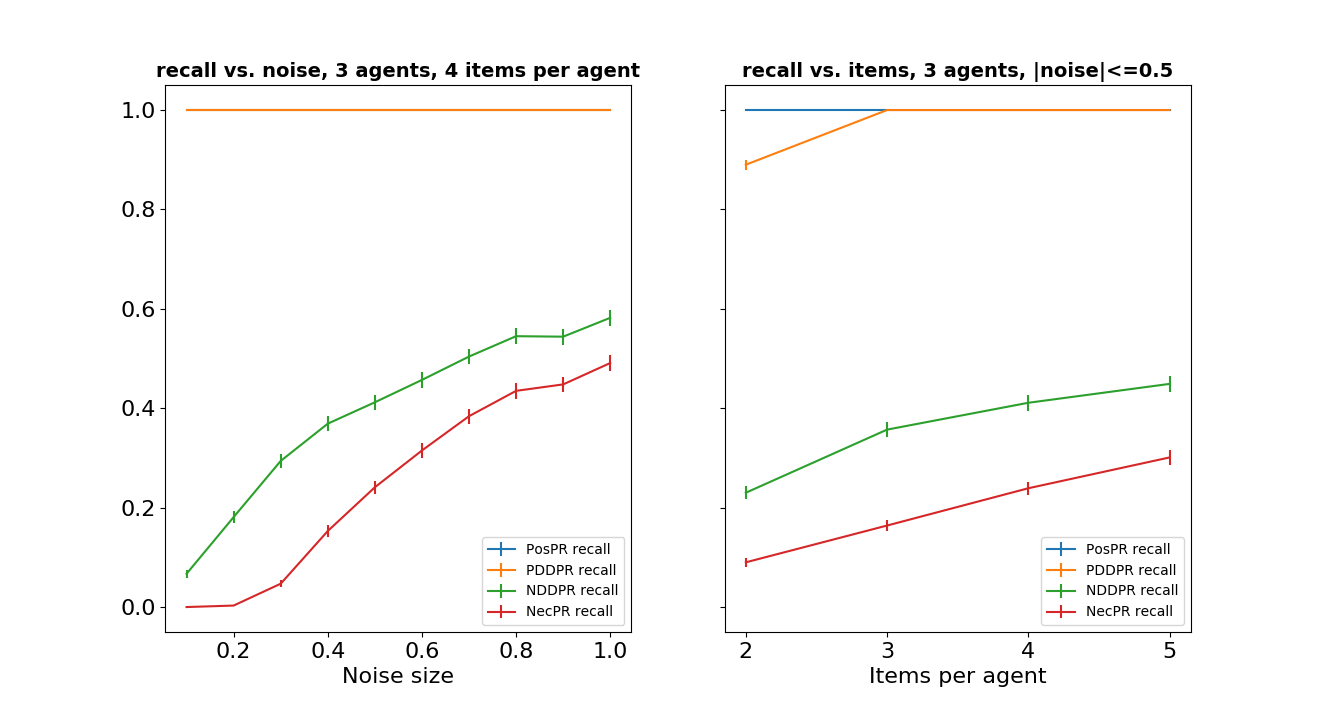 recall vs. noise, 3 agents, 4 items per agent
1.0
0.8
0.6
0.4
0.2
0.0
PosPR recall
PDDPR recall
NDDPR recall
NecPR recall
0.2 0.4 0.6 0.8 1.0
Noise size
recall vs. items, 3 agents, |noise|<=0.5
PosPR recall
PDDPR recall
NDDPR recall
NecPR recall
2 3 4 5
Items per agent